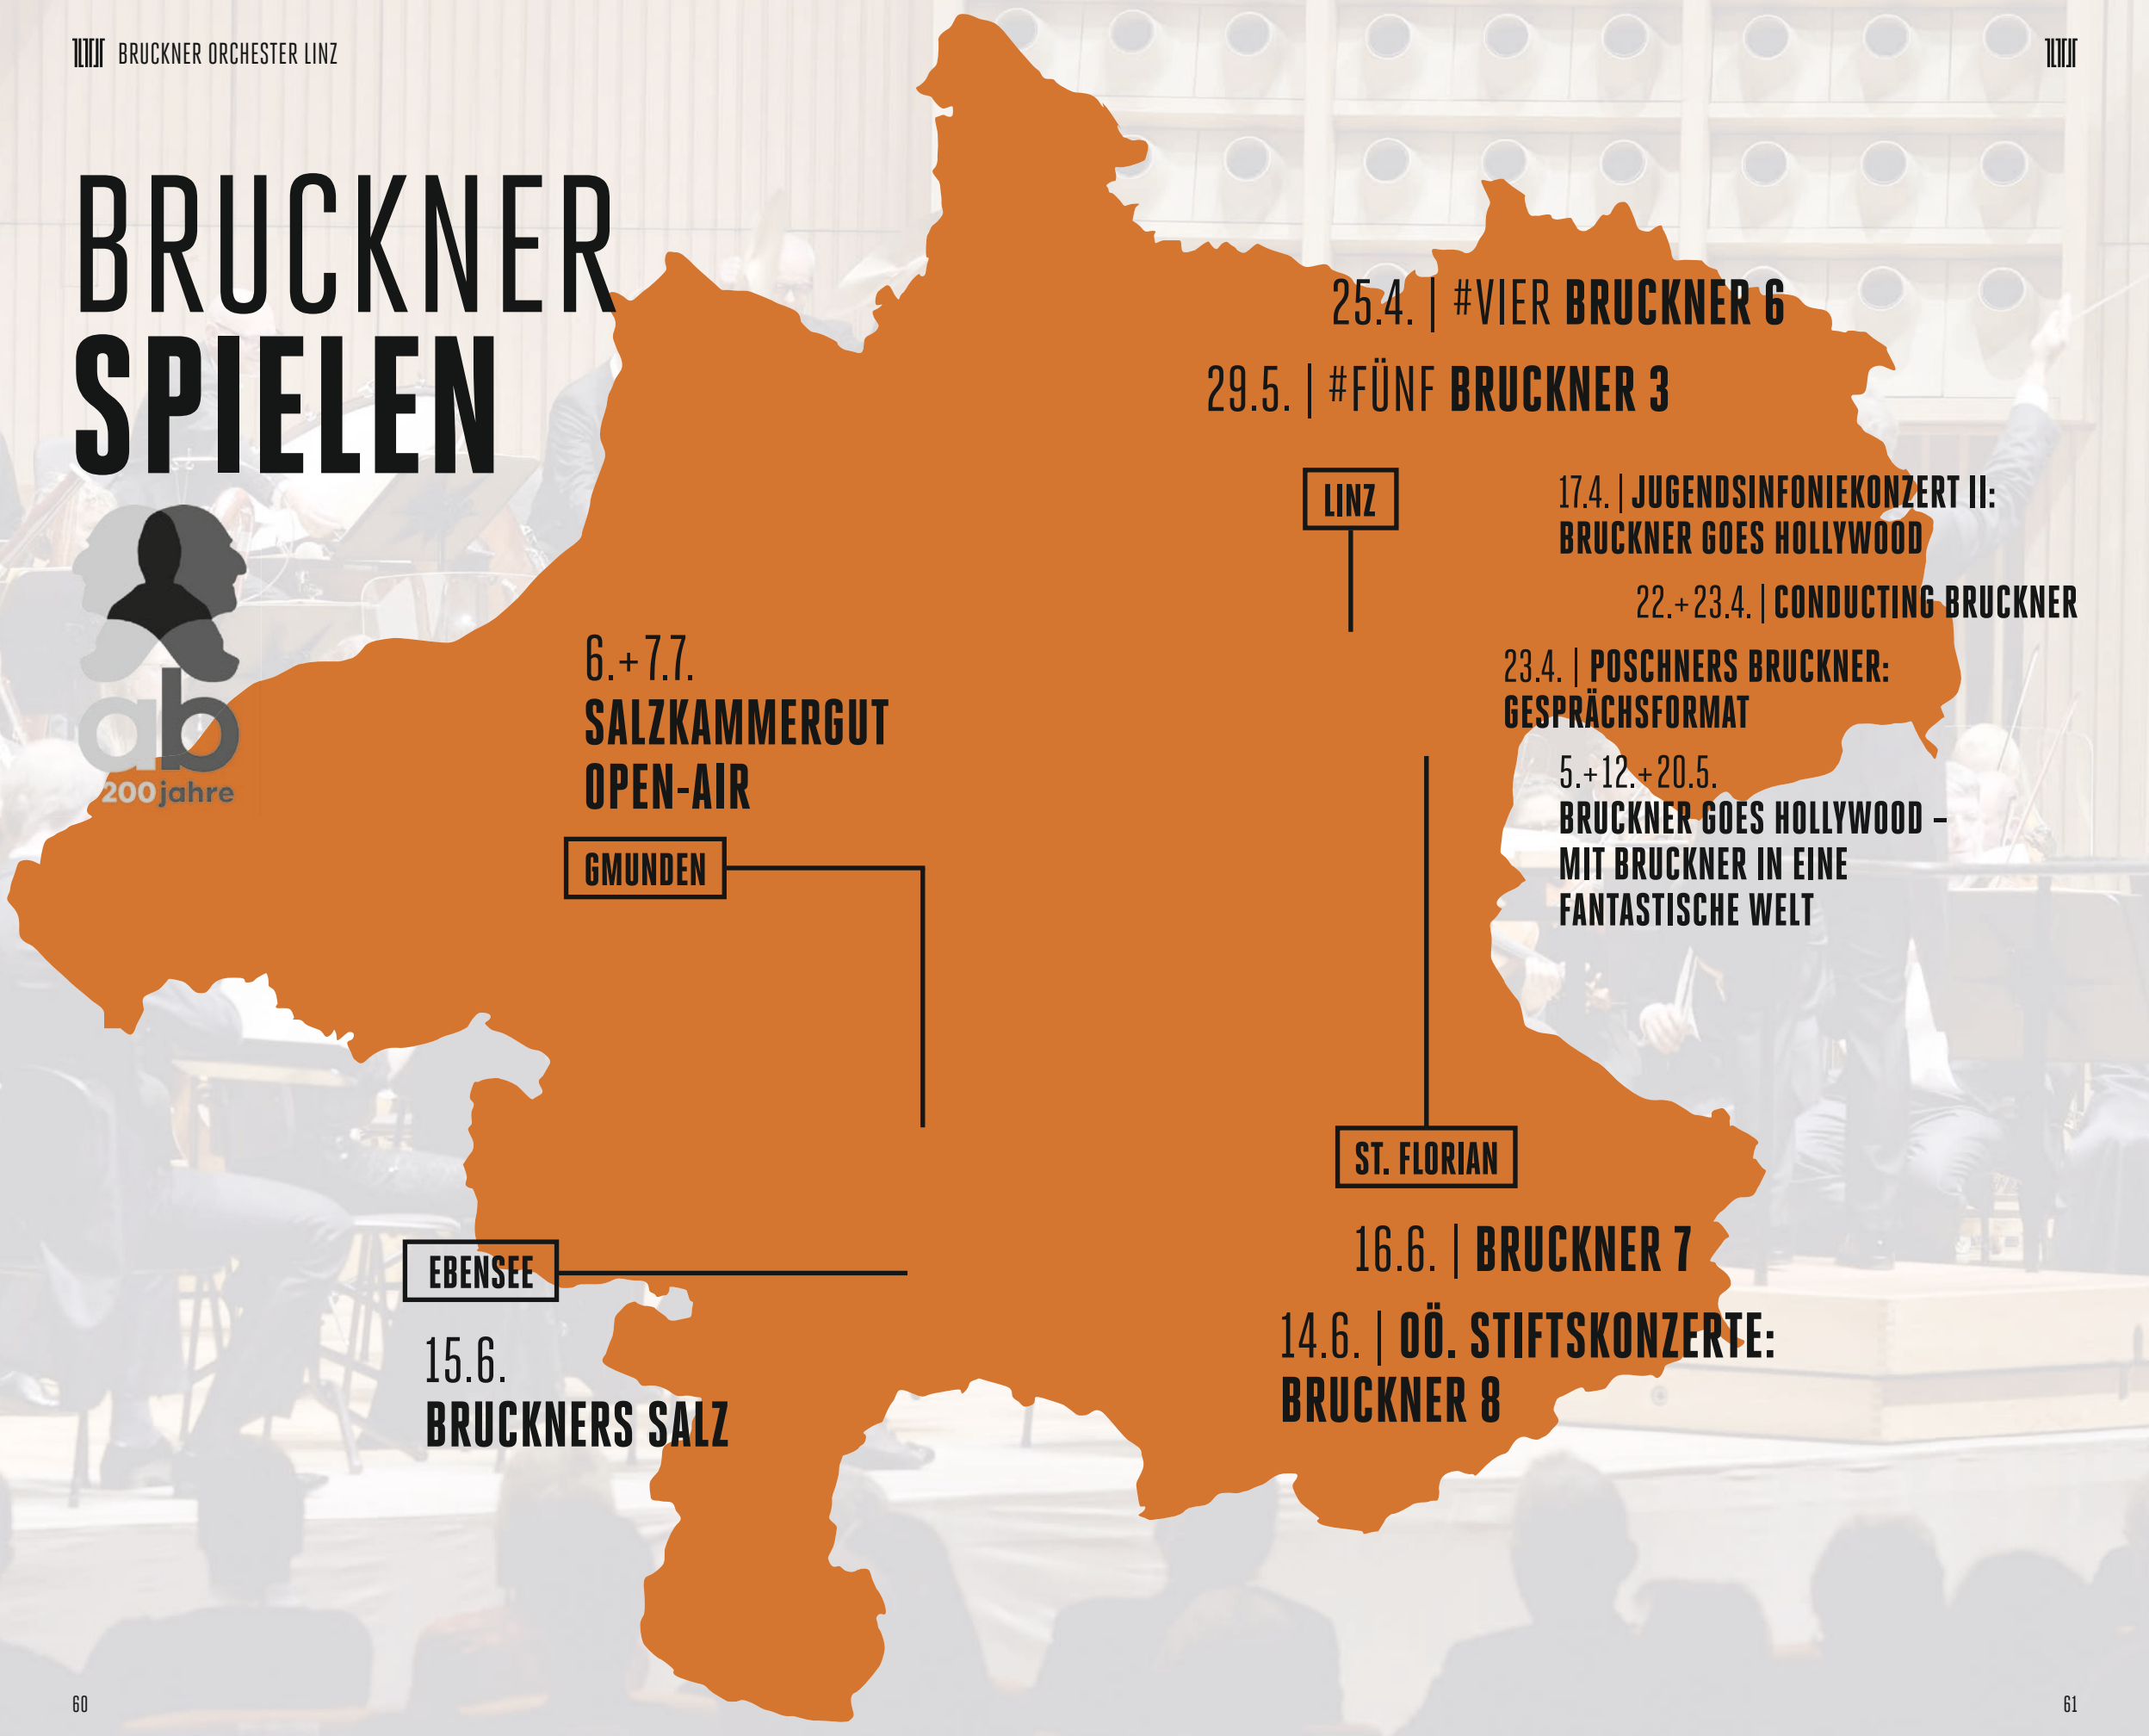 BRUCKNER ORCHESTER LINZ
BRUCKNER
SPIELEN
ab
200jahre
25.4. | #VIER BRUCKNER 6
29.5. | #FÜNF BRUCKNER 3
LINZ
17.4. | JUGENDSINFONIEKONZERT II:
BRUCKNER GOES HOLLYWOOD
22.+23.4. | CONDUCTING BRUCKNER
23.4. | POSCHNERS BRUCKNER:
GESPRÄCHSFORMAT
5.+12.+20.5.
BRUCKNER GOES HOLLYWOOD –
MIT BRUCKNER IN EINE
FANTASTISCHE WELT
6.+7.7.
SALZKAMMERGUT
OPEN-AIR
GMUNDEN
ST. FLORIAN
16.6. | BRUCKNER 7
14.6. | OÖ. STIFTSKONZERTE:
BRUCKNER 8
EBENSEE
15.6.
BRUCKNERS SALZ
60
61